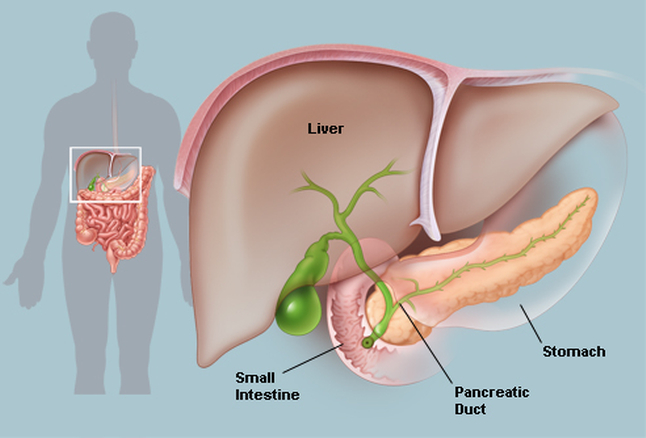 Liver
Stomach
Small
Intestine
Pancreatic
Duct